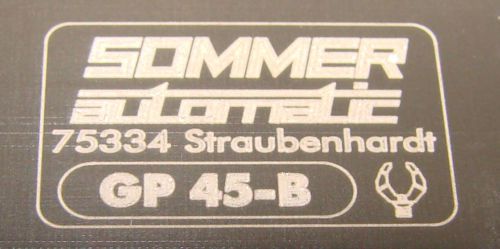 SOMMER
automatic
75334 Straubenhardt
GP 45-B